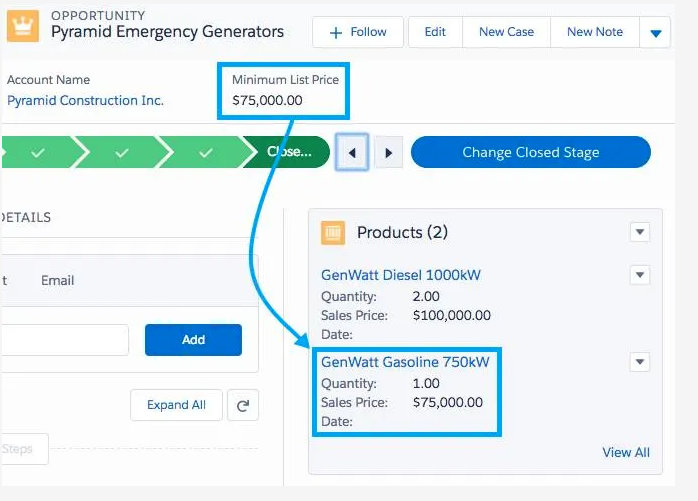 OPPORTUNITY
Pyramid Emergency Generators
Follow
Edit
New Case
New Note
Account Name
Minimum List Price
Pyramid Construction Inc.
$75,000.00
Close...
Change Closed Stage
DETAILS
Products (2)
GenWatt Diesel 1000kW
Quantity: 2.00
Sales Price: $100,000.00
Date:
t Email
Add
GenWatt Gasoline 750kW
Quantity: 1.00
Sales Price: $75,000.00
Date:
Expand All
Steps
View All